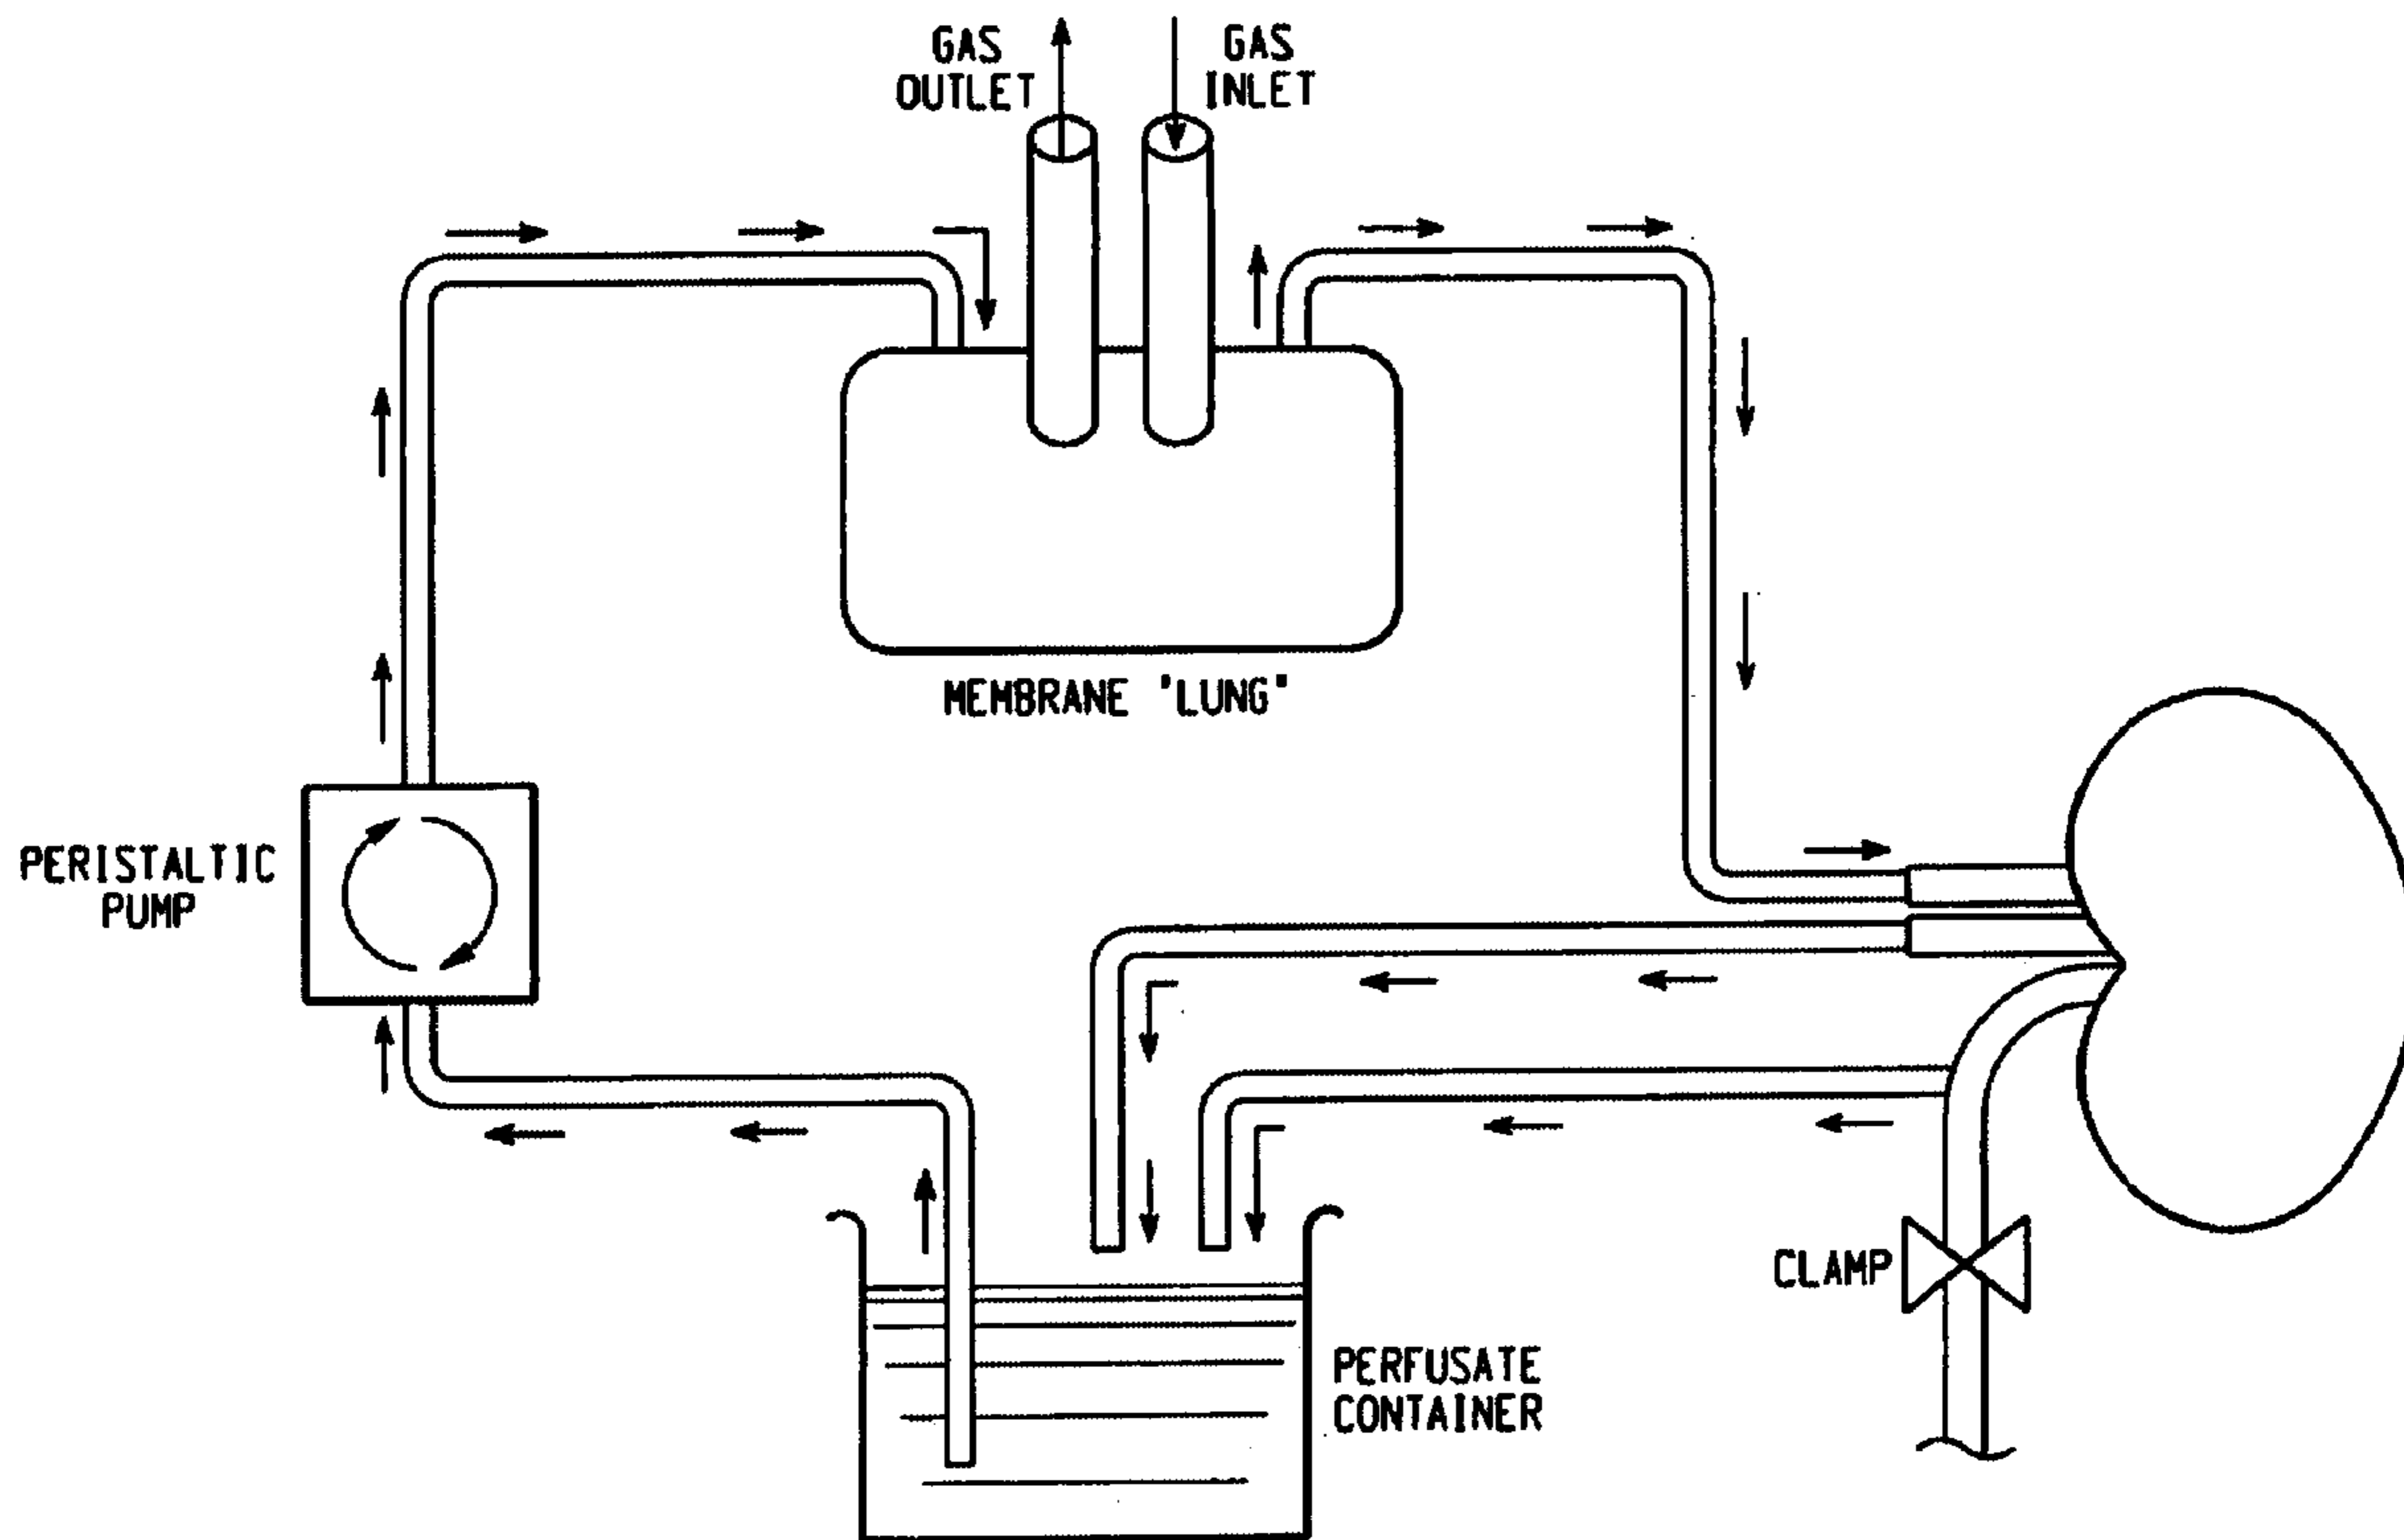 GAS
OUTLET
GAS
INLET
MEMBRANE "LUNG"
PERISTALTIC
PUMP
CLAMP
PERFUSATE
CONTAINER